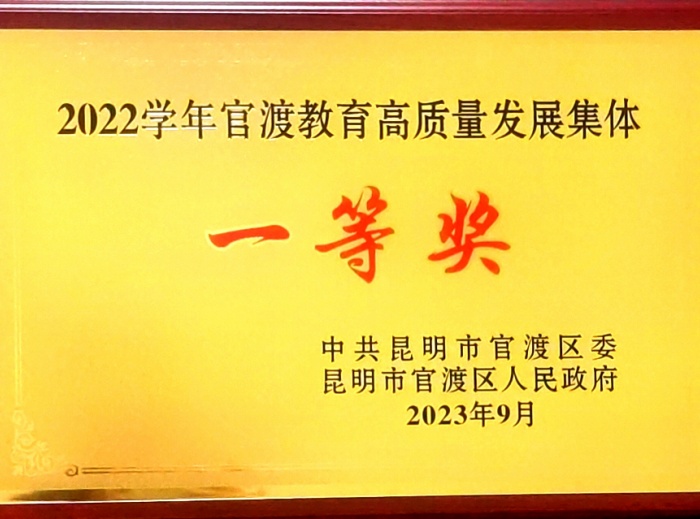 2022学年官渡教育高质量发展集体
一等奖
中共昆明市官渡区委
昆明市官渡区人民政府
2023年9月